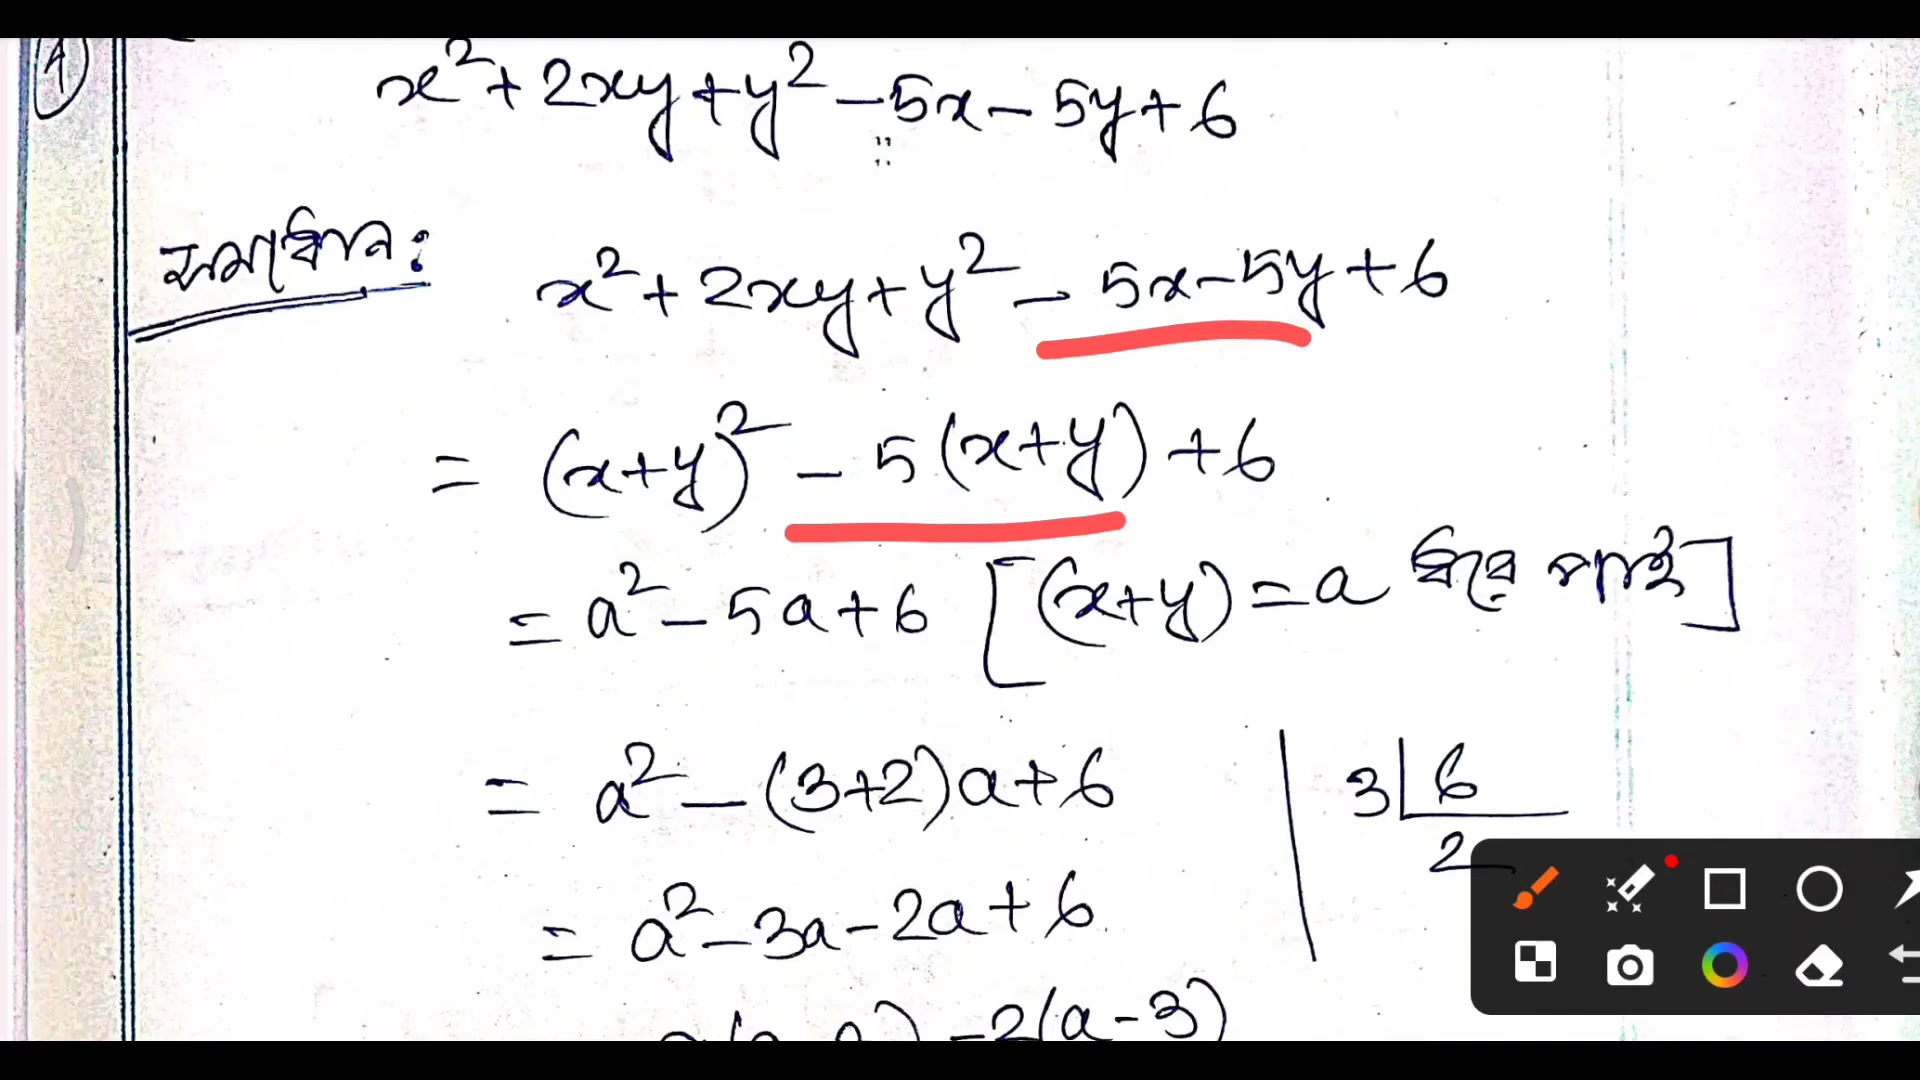 1
x² + 2xy + y² - 5x - 5y + 6
সমাধান:
x² + 2xy + y² - 5x - 5y + 6
= (x+y)² - 5(x+y) + 6
= a² - 5a + 6 [(x+y) = a ধরে পাই]
= a² - (3+2)a + 6
3 6
2
= a² - 3a - 2a + 6
- 2(a - 3)